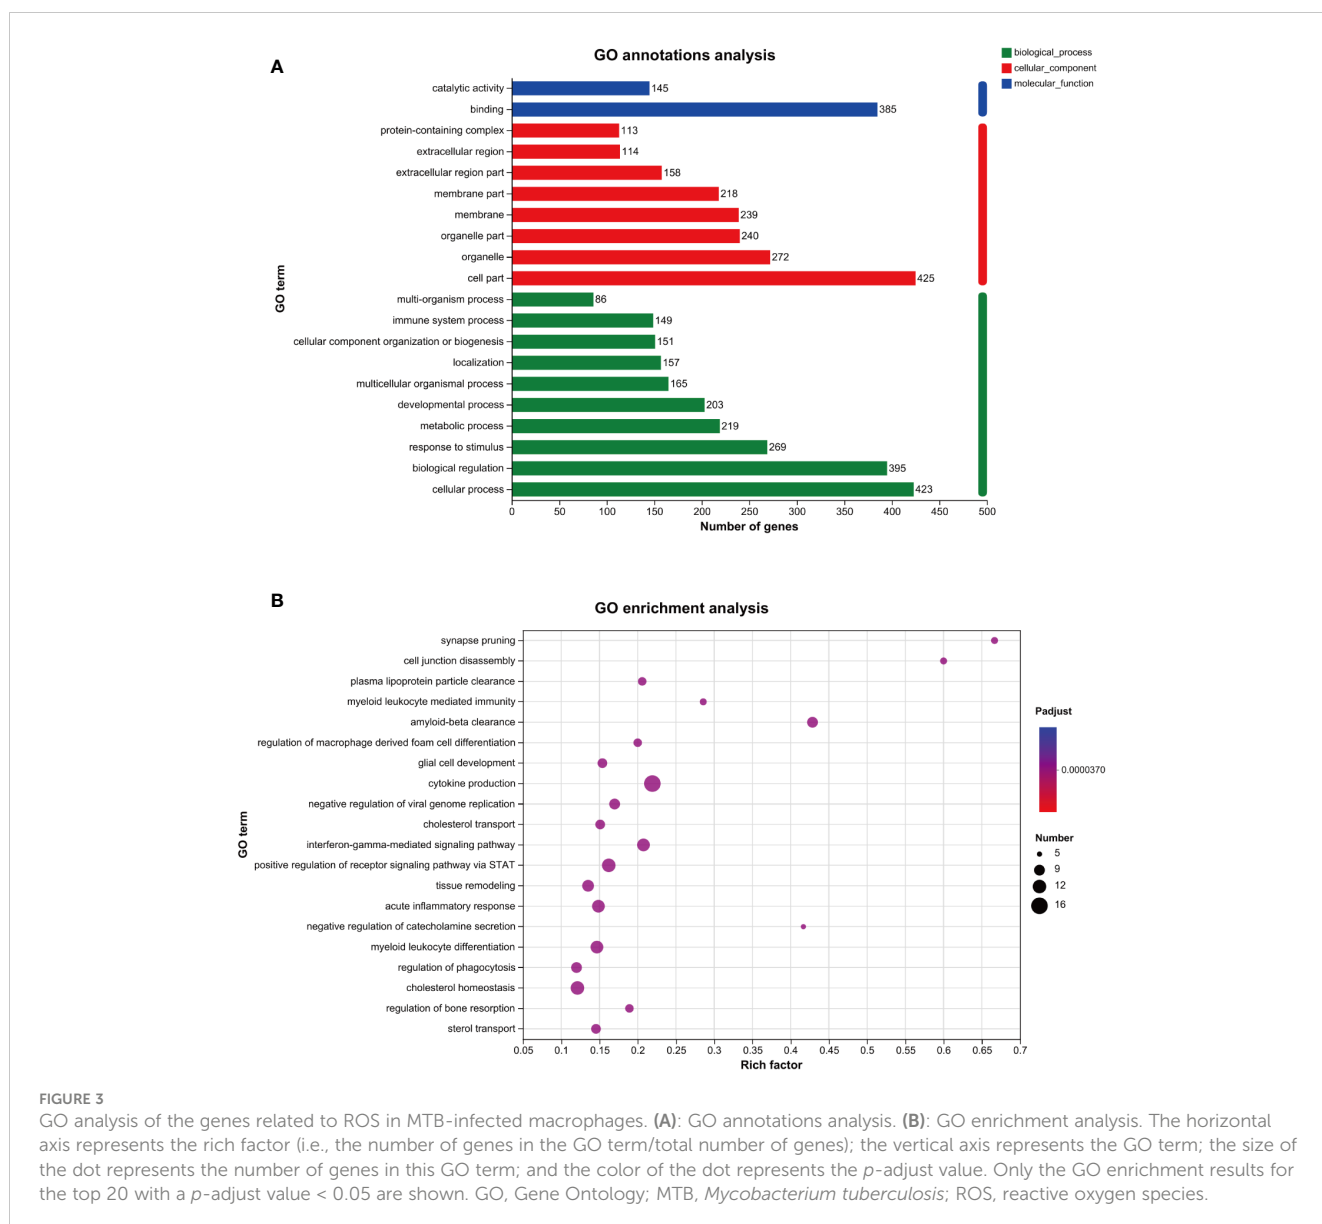 A
GO annotations analysis
biological_process
cellular_component
molecular_function
catalytic activity 145
binding 385
protein-containing complex 113
extracellular region 114
extracellular region part 158
membrane part 218
membrane 239
organelle part 240
organelle 272
cell part 425
multi-organism process 86
immune system process 149
cellular component organization or biogenesis 151
localization 157
multicellular organismal process 165
developmental process 203
metabolic process 219
response to stimulus 269
biological regulation 395
cellular process 423
GO term
0 50 100 150 200 250 300 350 400 450 500
Number of genes
B
GO enrichment analysis
synapse pruning
cell junction disassembly
plasma lipoprotein particle clearance
myeloid leukocyte mediated immunity
amyloid-beta clearance
regulation of macrophage derived foam cell differentiation
glial cell development
cytokine production
negative regulation of viral genome replication
cholesterol transport
interferon-gamma-mediated signaling pathway
positive regulation of receptor signaling pathway via STAT
tissue remodeling
acute inflammatory response
negative regulation of catecholamine secretion
myeloid leukocyte differentiation
regulation of phagocytosis
cholesterol homeostasis
regulation of bone resorption
sterol transport
GO term
0.05 0.1 0.15 0.2 0.25 0.3 0.35 0.4 0.45 0.5 0.55 0.6 0.65 0.7
Rich factor
Padjust
0.0000370
Number
5
9
12
16
FIGURE 3
GO analysis of the genes related to ROS in MTB-infected macrophages. (A): GO annotations analysis. (B): GO enrichment analysis. The horizontal
axis represents the rich factor (i.e., the number of genes in the GO term/total number of genes); the vertical axis represents the GO term; the size of
the dot represents the number of genes in this GO term; and the color of the dot represents the p-adjust value. Only the GO enrichment results for
the top 20 with a p-adjust value < 0.05 are shown. GO, Gene Ontology; MTB, Mycobacterium tuberculosis; ROS, reactive oxygen species.